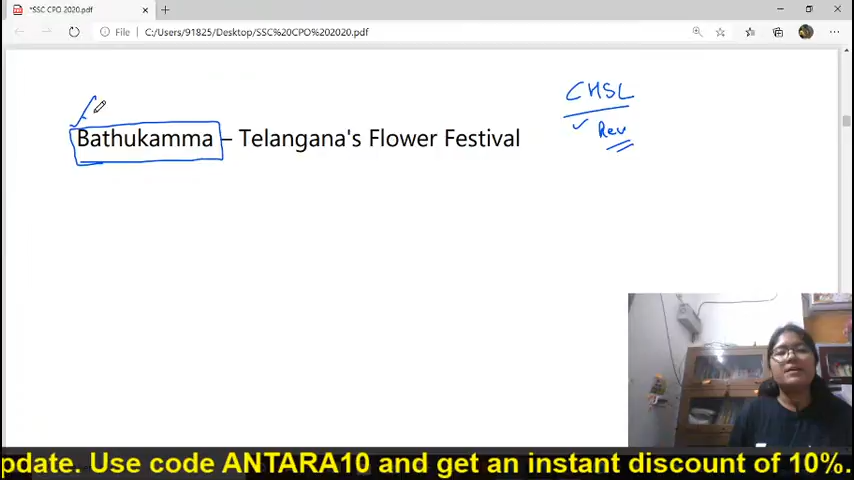 *SSC CPO 2020.pdf
File C:/Users/91825/Desktop/SSC%20CPO%202020.pdf
CHSL
Rev
Bathukamma – Telangana's Flower Festival
pdate. Use code ANTARA10 and get an instant discount of 10%.